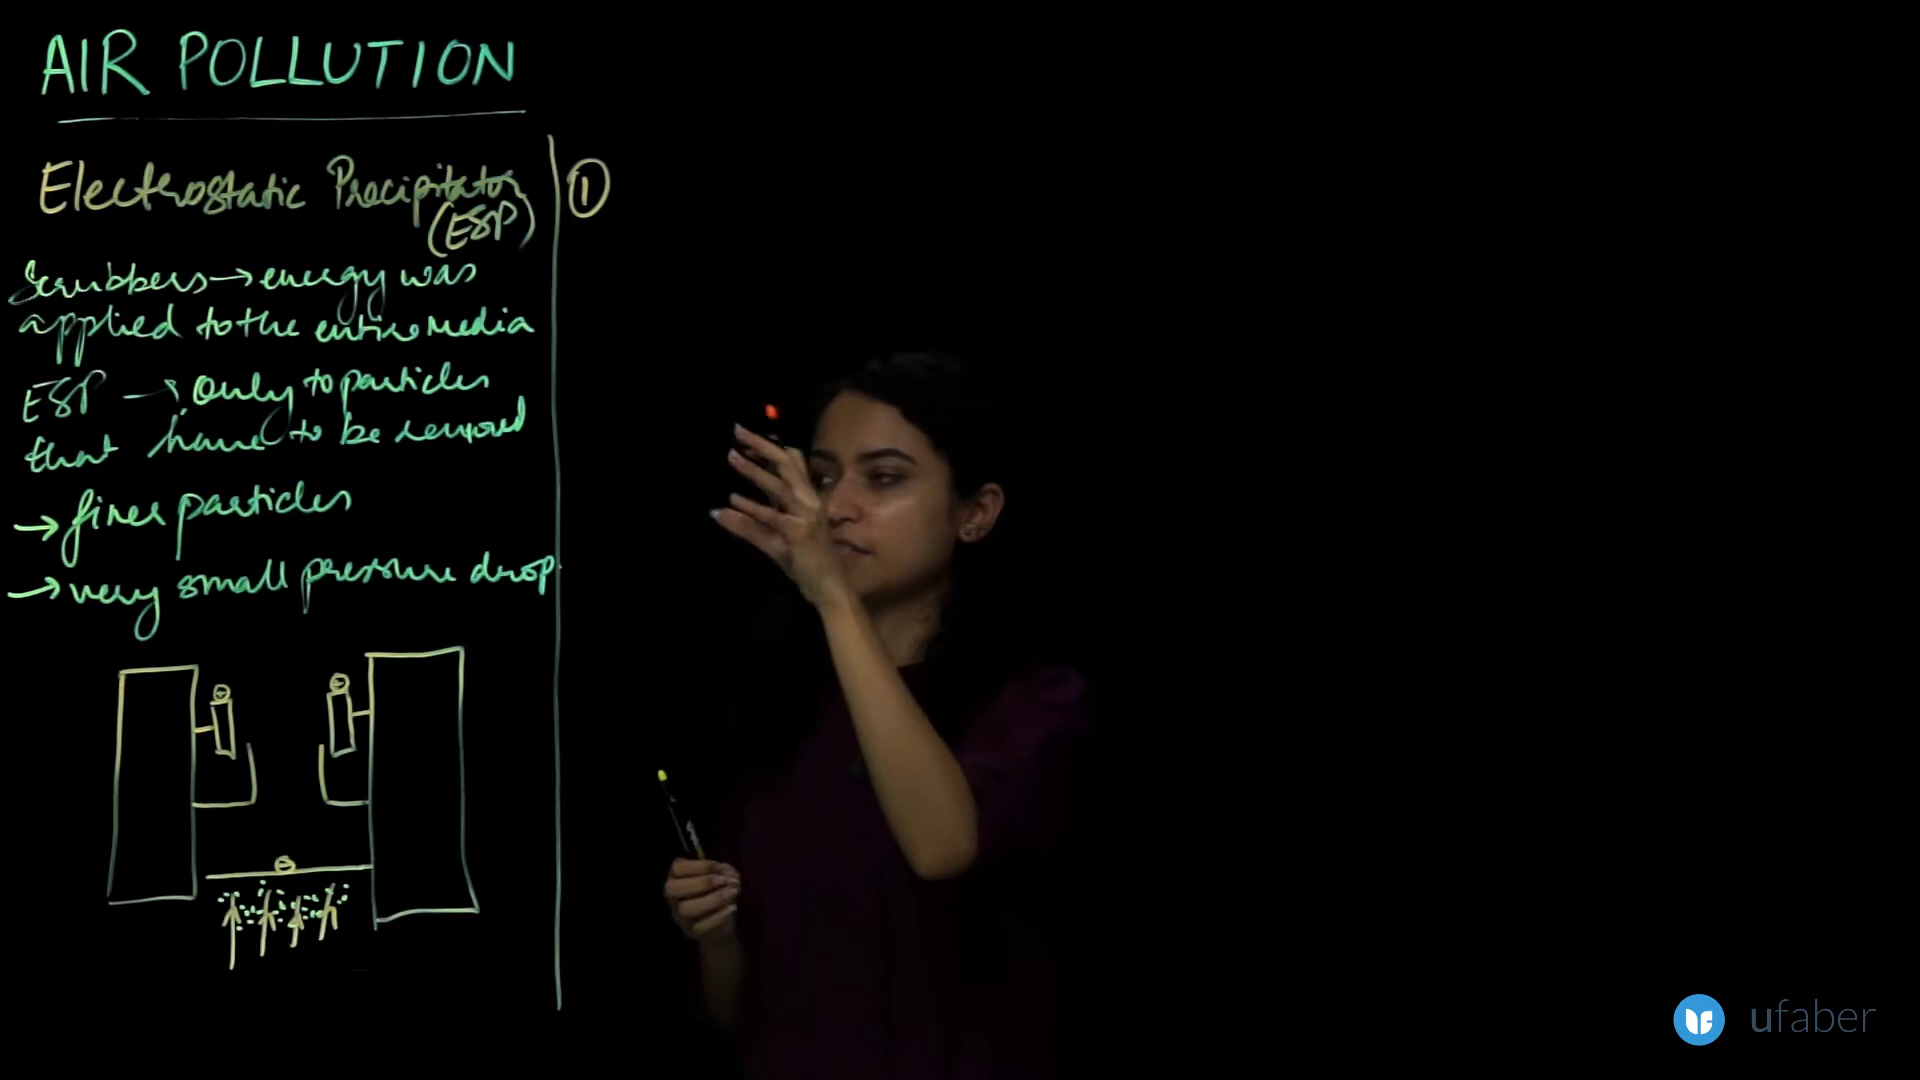 AIR POLLUTION
Electrostatic Precipitator
(ESP)
Scrubbers → energy was
applied to the entire media
ESP → only to particles
that have to be removed
→ finer particles
→ very small pressure drop
①
+
+
-
ufaber